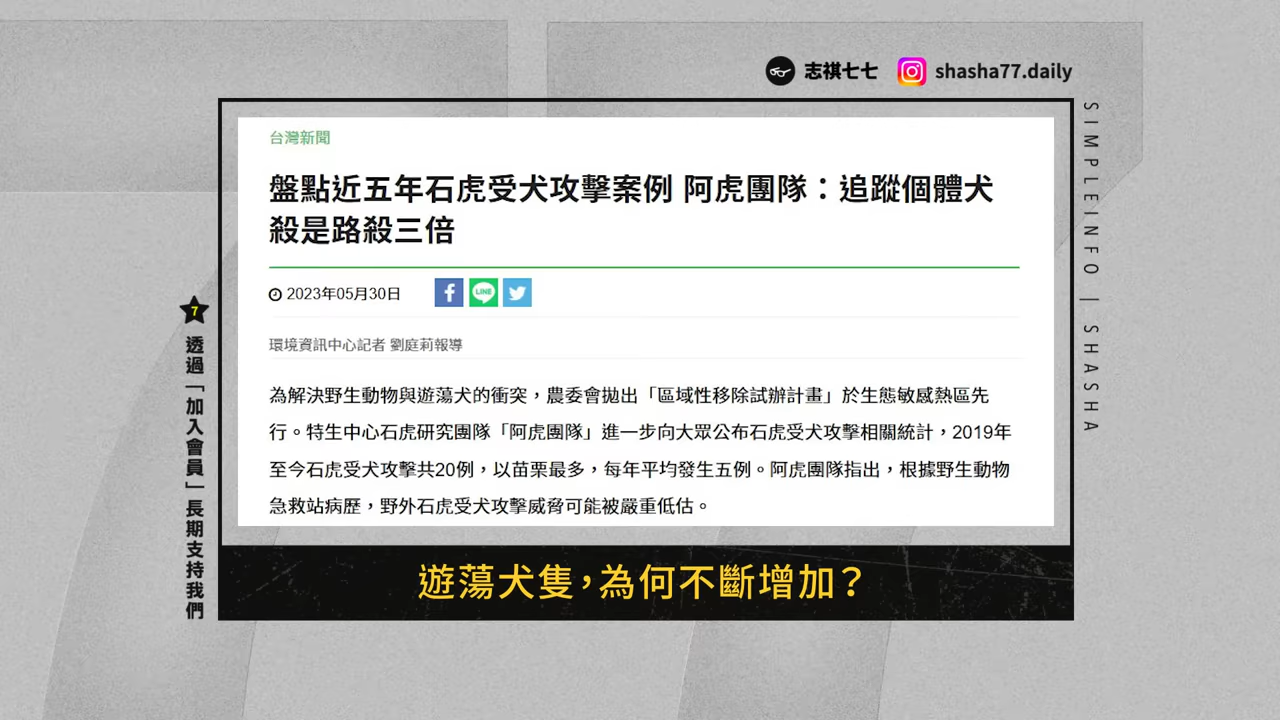 志祺七七
shasha77.daily
台灣新聞
盤點近五年石虎受犬攻擊案例 阿虎團隊：追蹤個體犬
殺是路殺三倍
2023年05月30日
LINE
環境資訊中心記者 劉庭莉報導
為解決野生動物與遊蕩犬的衝突，農委會拋出「區域性移除試辦計畫」於生態敏感熱區先
行。特生中心石虎研究團隊「阿虎團隊」進一步向大眾公布石虎受犬攻擊相關統計，2019年
至今石虎受犬攻擊共20例，以苗栗最多，每年平均發生五例。阿虎團隊指出，根據野生動物
急救站病歷，野外石虎受犬攻擊威脅可能被嚴重低估。
遊蕩犬隻，為何不斷增加？
7
透過「加入會員」長期支持我們
SIMPLEINFO | SHASHA